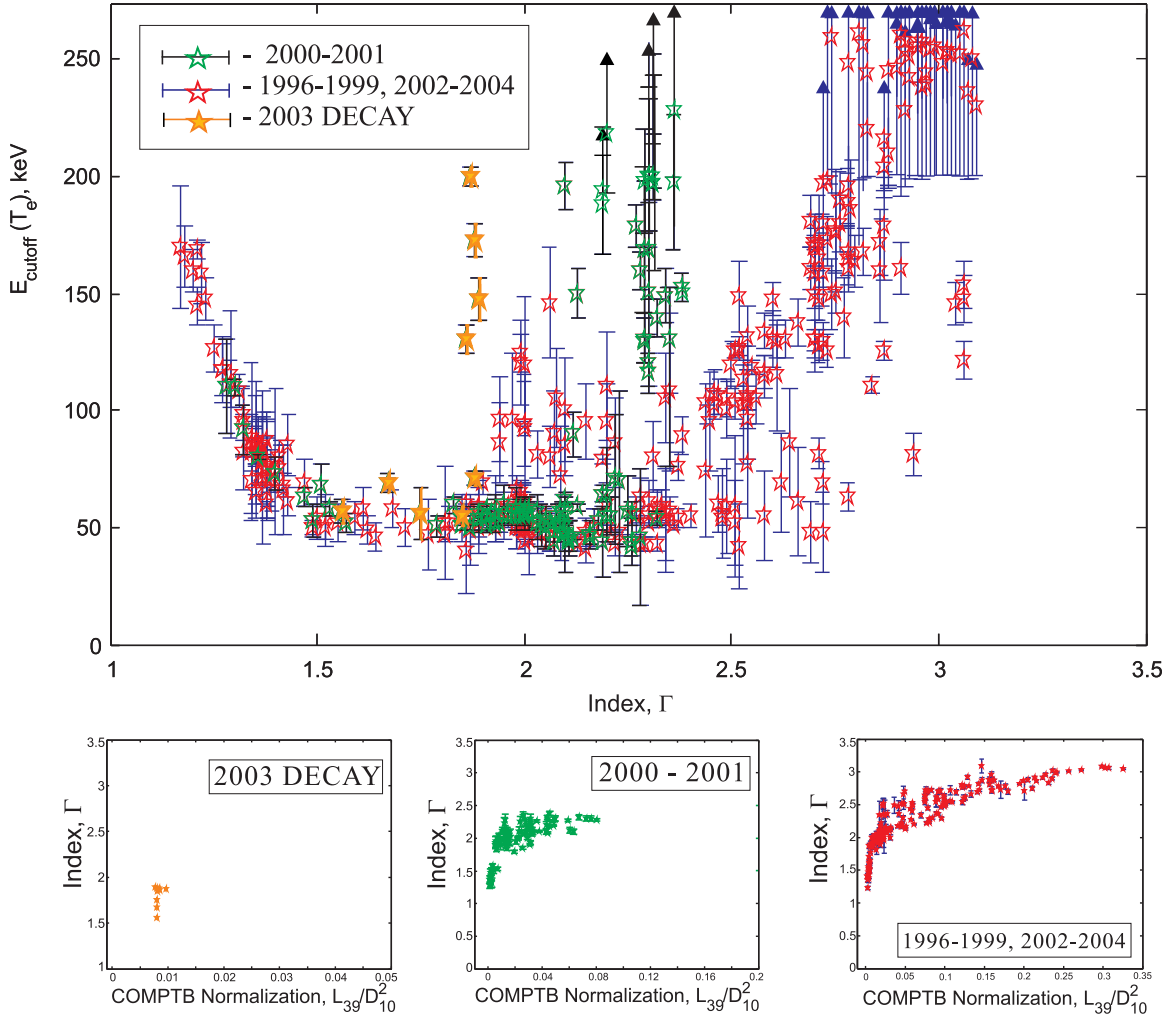 E_cutoff (T_e), keV
250
200
150
100
50
0
- 2000-2001
- 1996-1999, 2002-2004
- 2003 DECAY
1 1.5 2 2.5 3 3.5
Index, Γ
Index, Γ
3.5
3
2.5
2
1.5
1
2003 DECAY
0 0.01 0.02 0.03 0.04 0.05
COMPTB Normalization, L_39/D^2_10
Index, Γ
3.5
3
2.5
2
1.5
1
0.5
0
2000 - 2001
0 0.04 0.08 0.12 0.16 0.2
COMPTB Normalization, L_39/D^2_10
Index, Γ
3.5
3
2.5
2
1.5
1
0.5
0
1996-1999, 2002-2004
0 0.05 0.1 0.15 0.2 0.25 0.3 0.35
COMPTB Normalization, L_39/D^2_10